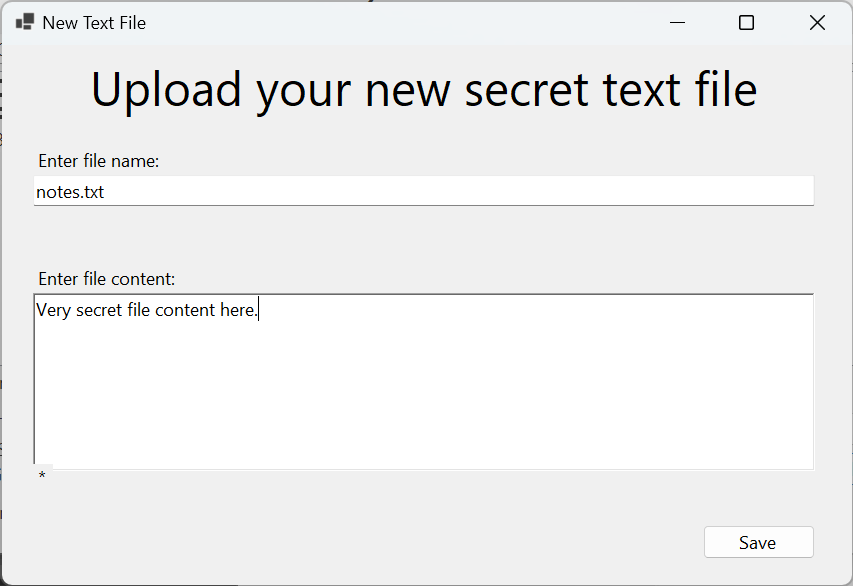 New Text File
Upload your new secret text file
Enter file name:
notes.txt
Enter file content:
Very secret file content here.
*
Save